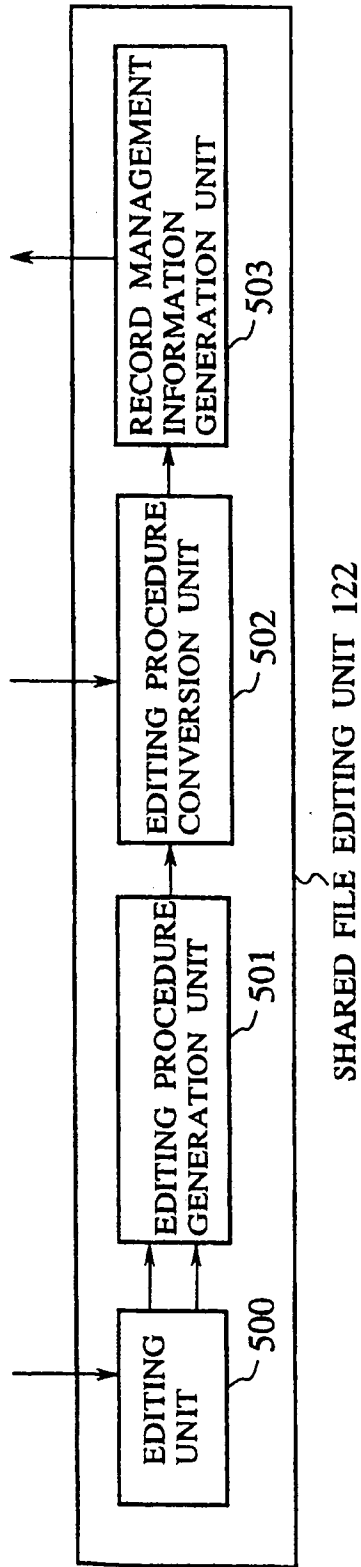 EDITING
UNIT
500
EDITING PROCEDURE
GENERATION UNIT
501
EDITING PROCEDURE
CONVERSION UNIT
502
RECORD MANAGEMENT
INFORMATION
GENERATION UNIT
503
SHARED FILE EDITING UNIT 122